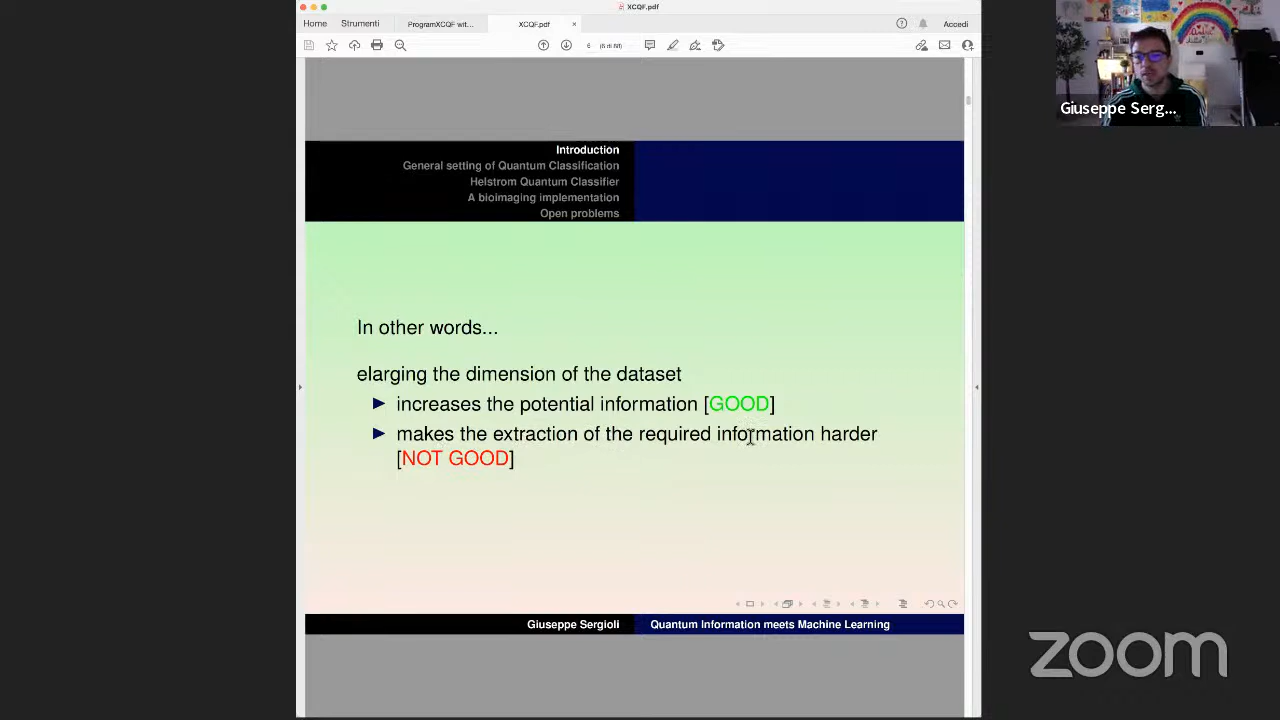 XCQF.pdf
Home Strumenti ProgramXCQF wit... XCQF.pdf × Accedi
6
Giuseppe Serg...
Introduction
General setting of Quantum Classification
Helstrom Quantum Classifier
A bioimaging implementation
Open problems
In other words...
elarging the dimension of the dataset
increases the potential information [GOOD]
makes the extraction of the required information harder
[NOT GOOD]
Giuseppe Sergioli Quantum Information meets Machine Learning
zoom